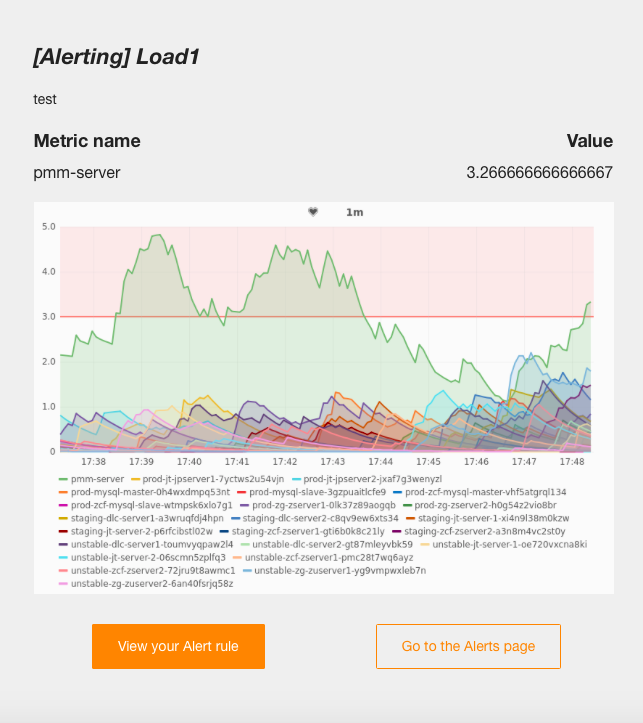 [Alerting] Load1
test
Metric name Value
pmm-server 3.266666666666667
1m
5.0
4.0
3.0
2.0
1.0
0
17:38 17:39 17:40 17:41 17:42 17:43 17:44 17:45 17:46 17:47 17:48
pmm-server prod-jt-jpserver1-7yctws2u54vjn prod-jt-jpserver2-jxaf7g3wenyzl
prod-mysql-master-0h4wxdmpq53nt prod-mysql-slave-3gzpuaitlcfe9 prod-zcf-mysql-master-vhf5atgrql134
prod-zcf-mysql-slave-wtmpsk6xlo7g1 prod-zg-zserver1-0lk37z89aogqb prod-zg-zserver2-h0g54z2vio8br
staging-dlc-server1-a3wruqfdj4hpn staging-dlc-server2-c8qv9ew6xts34 staging-jt-server-1-xi4n9l38m0kzw
staging-jt-server-2-p6rfcibstl02w staging-zcf-zserver1-gti6b0k8c21ly staging-zcf-zserver2-a3n8m4vc2st0y
unstable-dlc-server1-toumvyqpaw2l4 unstable-dlc-server2-gt87mleyvbk59 unstable-jt-server-1-oe720vxcna8ki
unstable-jt-server-2-06scmn5zplfq3 unstable-zcf-zserver1-pmc28t7wq6ayz
unstable-zcf-zserver2-72jru9t8awmc1 unstable-zg-zuserver1-yg9vmpwxleb7n
unstable-zg-zuserver2-6an40fsrjq58z
View your Alert rule Go to the Alerts page